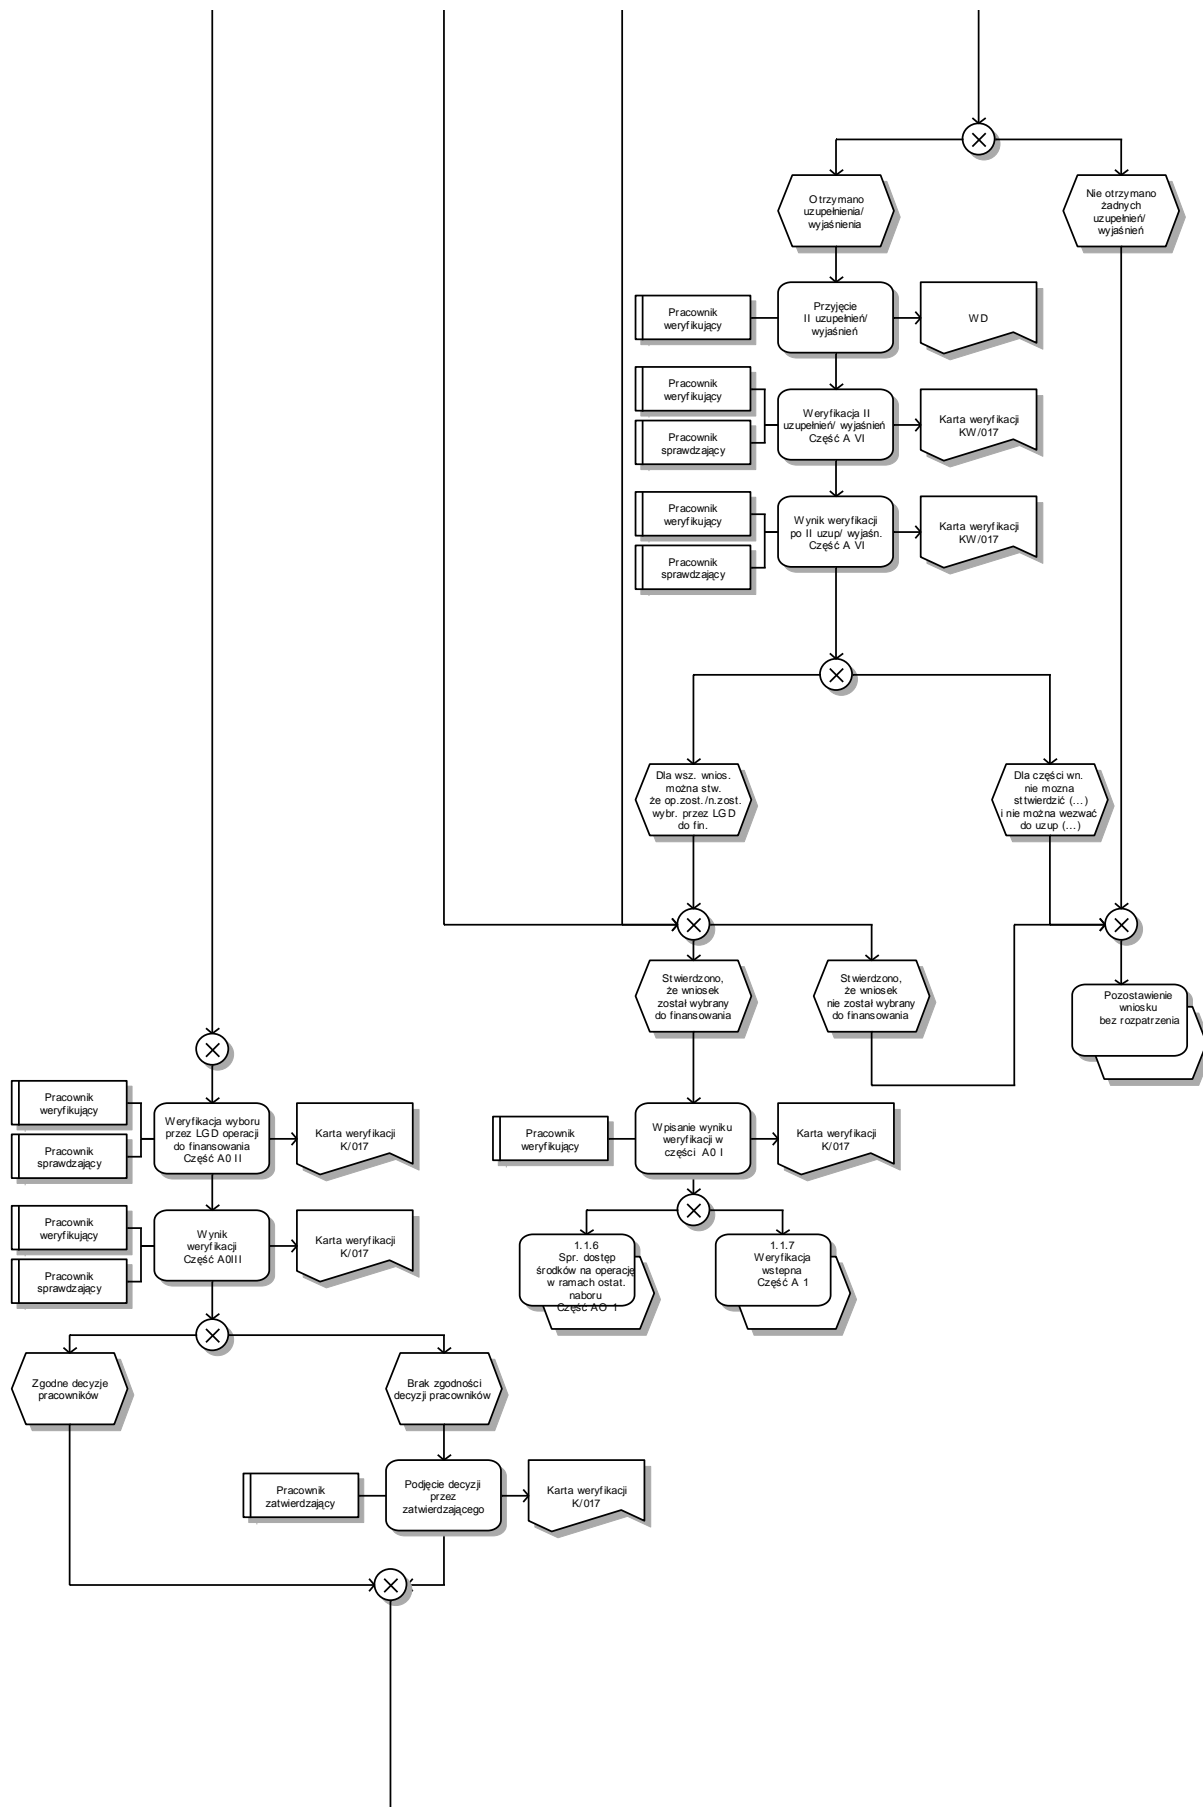 Otrzymano
uzupełnienia/
wyjaśnienia
Nie otrzymano
żadnych
uzupełnień/
wyjaśnień
Pracownik
weryfikujący
Przyjęcie
II uzupełnień/
wyjaśnień
WD
Pracownik
weryfikujący
Pracownik
sprawdzający
Weryfikacja II
uzupełnień/ wyjaśnień
Część A VI
Karta weryfikacji
KW/017
Pracownik
weryfikujący
Pracownik
sprawdzający
Wynik weryfikacji
po II uzup/ wyjaśn.
Część A VI
Karta weryfikacji
KW/017
Dla wsz. wnios.
można stw.
że op.zost./n.zost.
wybr. przez LGD
do fin.
Dla części wn.
nie mozna
sttwierdzić (...)
i nie można wezwać
do uzup (...)
Stwierdzono,
że wniosek
został wybrany
do finansowania
Stwierdzono,
że wniosek
nie został wybrany
do finansowania
Pozostawienie
wniosku
bez rozpatrzenia
Pracownik
weryfikujący
Pracownik
sprawdzający
Weryfikacja wyboru
przez LGD operacji
do finansowania
Część A0 II
Karta weryfikacji
K/017
Pracownik
weryfikujący
Wpisanie wyniku
weryfikacji w
części A0 I
Karta weryfikacji
K/017
Pracownik
weryfikujący
Pracownik
sprawdzający
Wynik
weryfikacji
Część A0III
Karta weryfikacji
K/017
1.1.6
Spr. dostęp
środków na operację
w ramach ostat.
naboru
Część AO 1
1.1.7
Weryfikacja
wstepna
Część A 1
Zgodne decyzje
pracowników
Brak zgodności
decyzji pracowników
Pracownik
zatwierdzający
Podjęcie decyzji
przez
zatwierdzającego
Karta weryfikacji
K/017